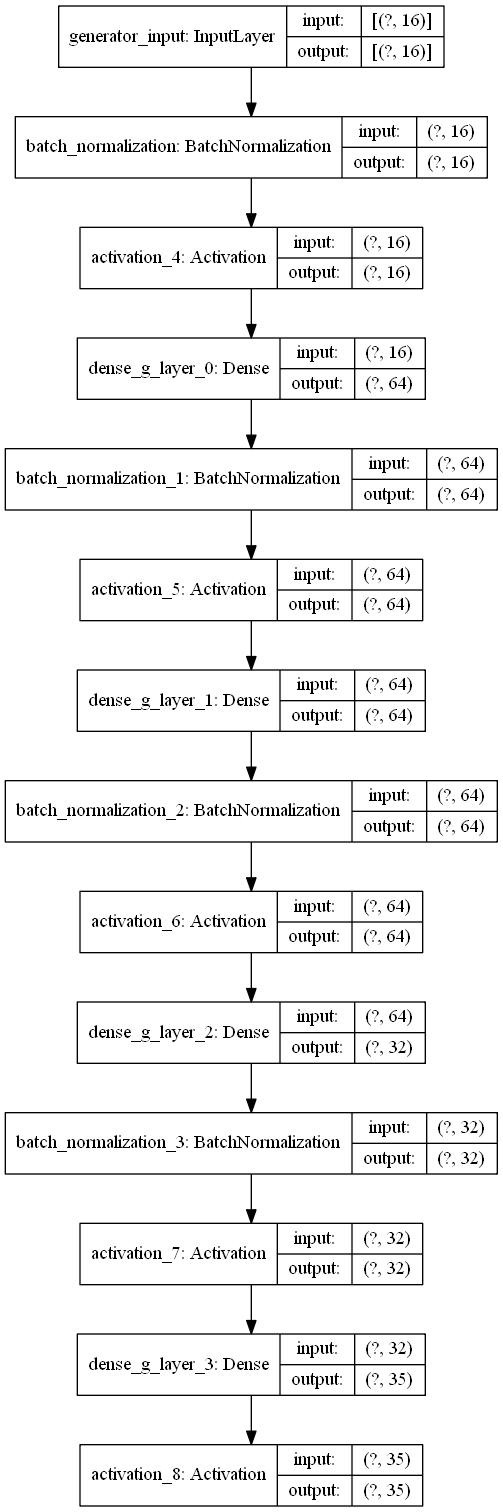 generator_input: InputLayer
input: [(?, 16)]
output: [(?, 16)]
batch_normalization: BatchNormalization
input: (?, 16)
output: (?, 16)
activation_4: Activation
input: (?, 16)
output: (?, 16)
dense_g_layer_0: Dense
input: (?, 16)
output: (?, 64)
batch_normalization_1: BatchNormalization
input: (?, 64)
output: (?, 64)
activation_5: Activation
input: (?, 64)
output: (?, 64)
dense_g_layer_1: Dense
input: (?, 64)
output: (?, 64)
batch_normalization_2: BatchNormalization
input: (?, 64)
output: (?, 64)
activation_6: Activation
input: (?, 64)
output: (?, 64)
dense_g_layer_2: Dense
input: (?, 64)
output: (?, 32)
batch_normalization_3: BatchNormalization
input: (?, 32)
output: (?, 32)
activation_7: Activation
input: (?, 32)
output: (?, 32)
dense_g_layer_3: Dense
input: (?, 32)
output: (?, 35)
activation_8: Activation
input: (?, 35)
output: (?, 35)